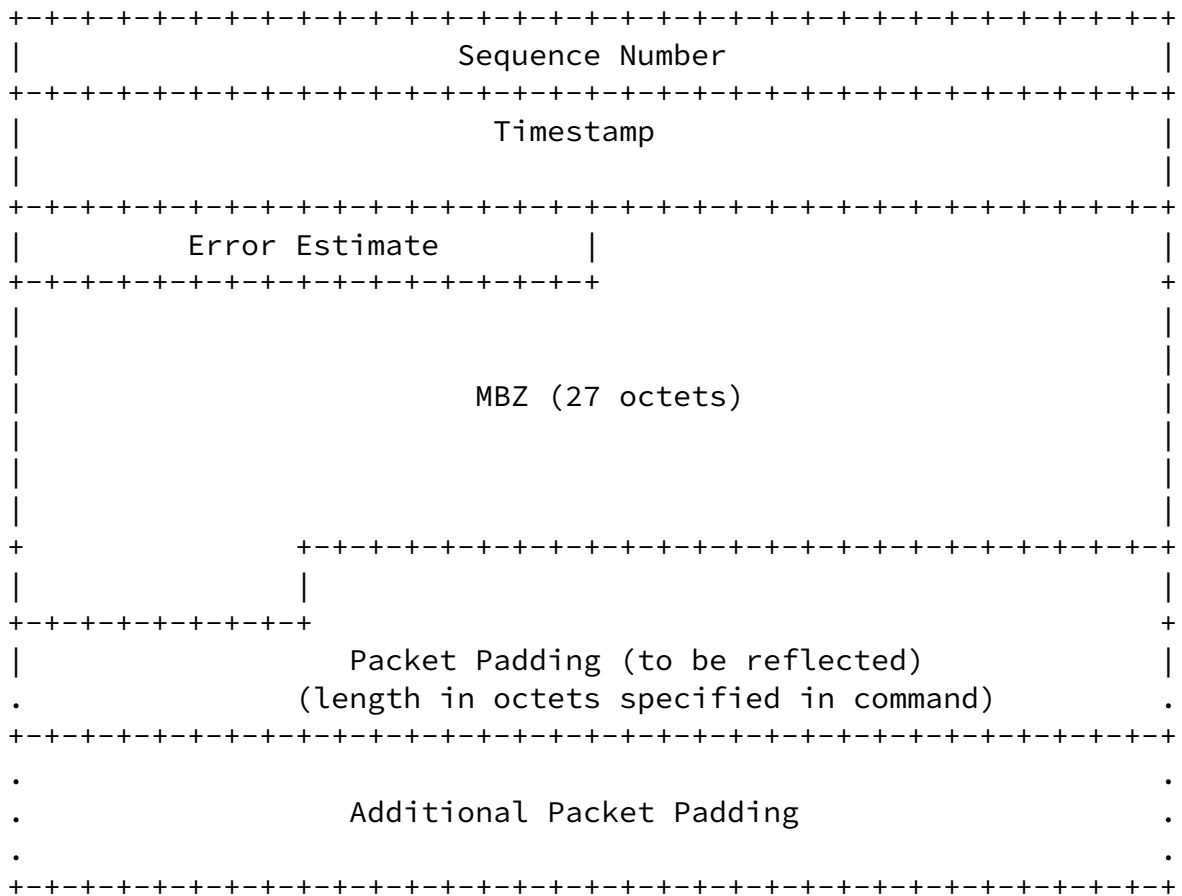 Sequence Number
Timestamp
Error Estimate
MBZ (27 octets)
Packet Padding (to be reflected)
(length in octets specified in command)
Additional Packet Padding